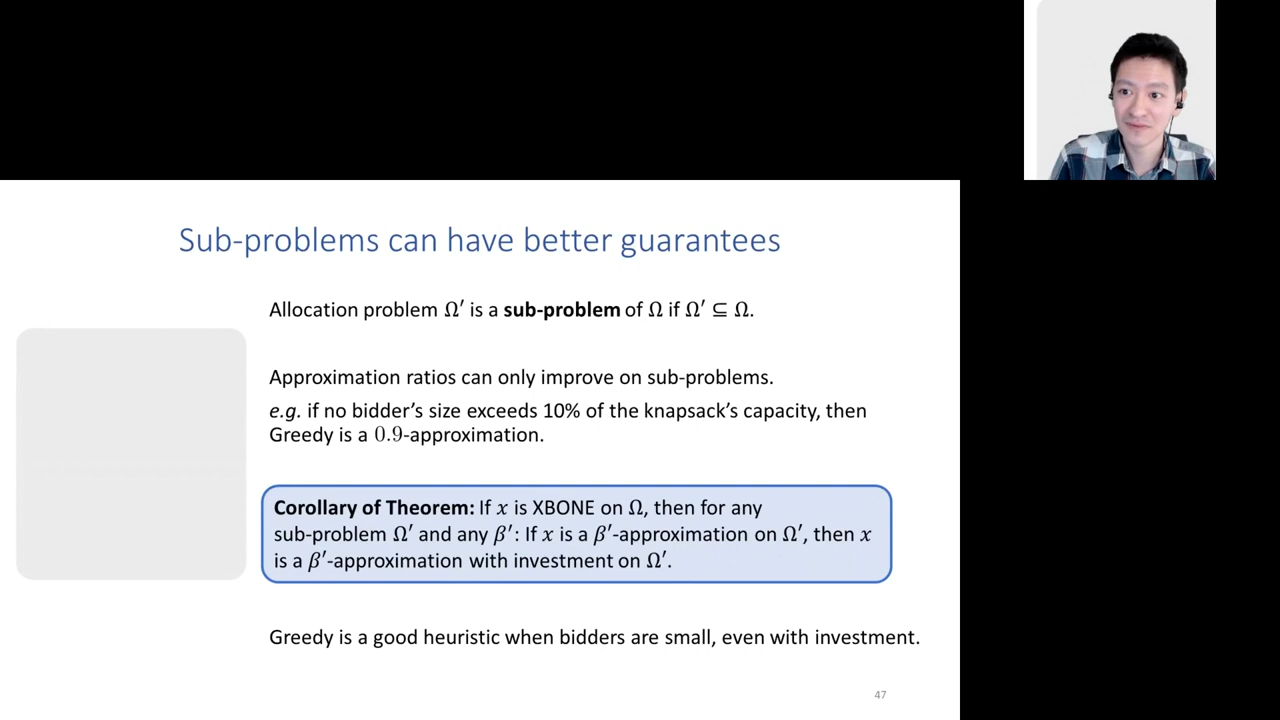 Sub-problems can have better guarantees
Allocation problem Ω′ is a sub-problem of Ω if Ω′ ⊆ Ω.
Approximation ratios can only improve on sub-problems.
e.g. if no bidder’s size exceeds 10% of the knapsack’s capacity, then
Greedy is a 0.9-approximation.
Corollary of Theorem: If x is XBONE on Ω, then for any
sub-problem Ω′ and any β′: If x is a β′-approximation on Ω′, then x
is a β′-approximation with investment on Ω′.
Greedy is a good heuristic when bidders are small, even with investment.
47